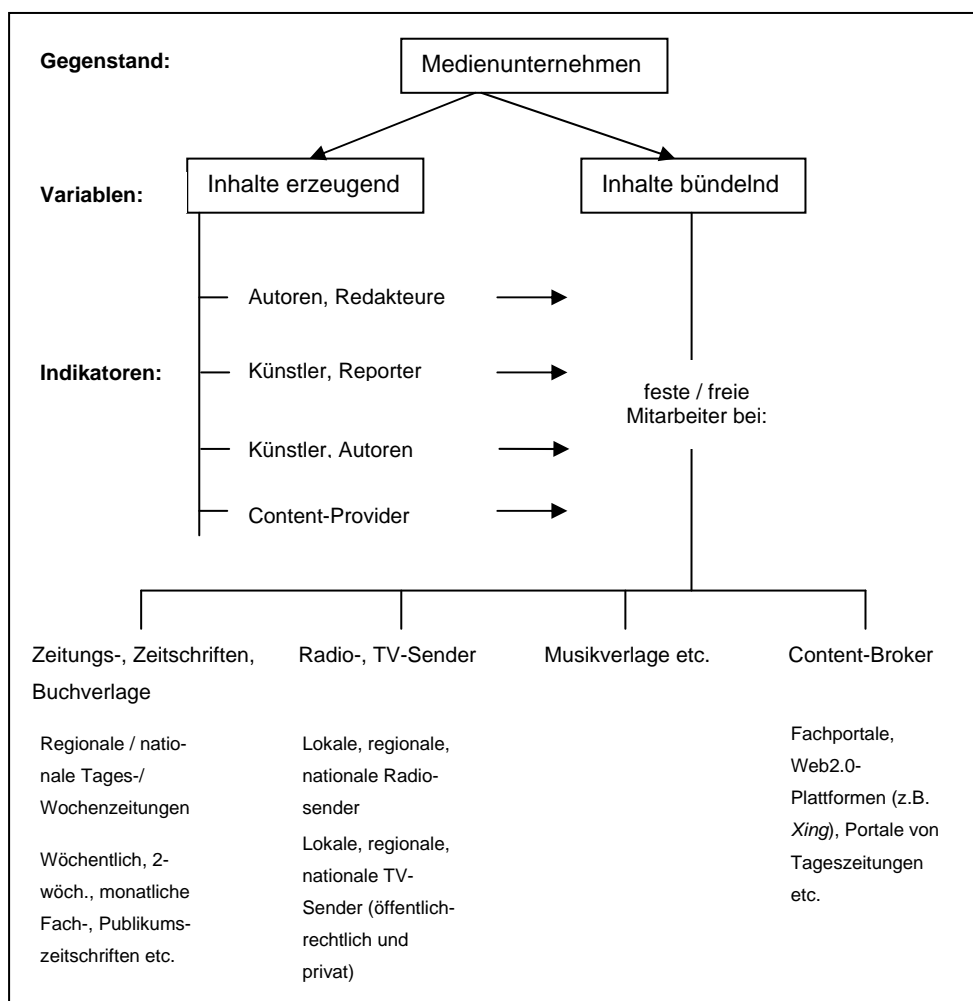 Gegenstand:
Medienunternehmen
Variablen:
Inhalte erzeugend
Inhalte bündelnd
Indikatoren:
Autoren, Redakteure
Künstler, Reporter
Künstler, Autoren
Content-Provider
feste / freie
Mitarbeiter bei:
Zeitungs-, Zeitschriften,
Buchverlage
Regionale / natio-
nale Tages-/
Wochenzeitungen
Wöchentlich, 2-
wöch., monatliche
Fach-, Publikums-
zeitschriften etc.
Radio-, TV-Sender
Lokale, regionale,
nationale Radio-
sender
Lokale, regionale,
nationale TV-
Sender (öffentlich-
rechtlich und
privat)
Musikverlage etc.
Content-Broker
Fachportale,
Web2.0-
Plattformen (z.B.
Xing), Portale von
Tageszeitungen
etc.